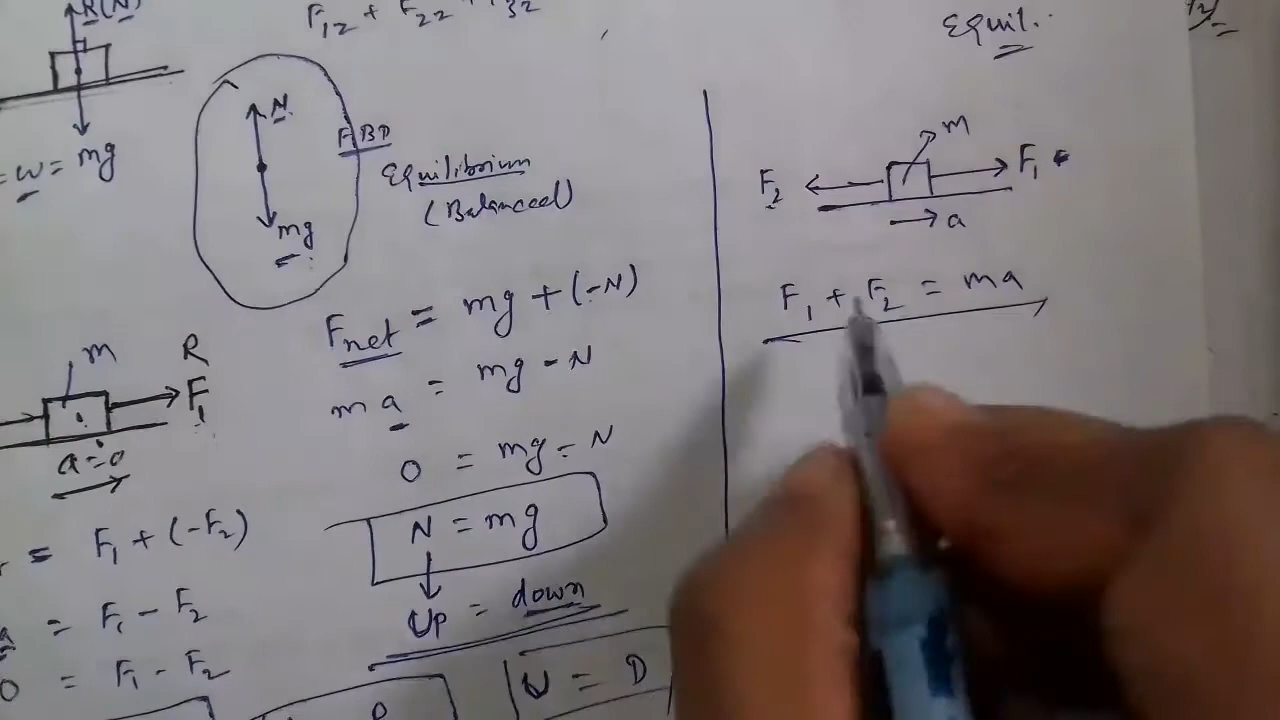 R(N)
F₁₂ + F₂₂ + F₃₂
Equil.
N
FBD
= w = mg
mg
Equilibrium
(Balanced)
m
F₂
F₁
a
F₁ + F₂ = ma
Fnet = mg + (-N)
ma = mg - N
0 = mg = N
N = mg
Up = down
U = D
m
R
F₁
a = 0
= F₁ + (-F₂)
a = F₁ - F₂
0 = F₁ - F₂